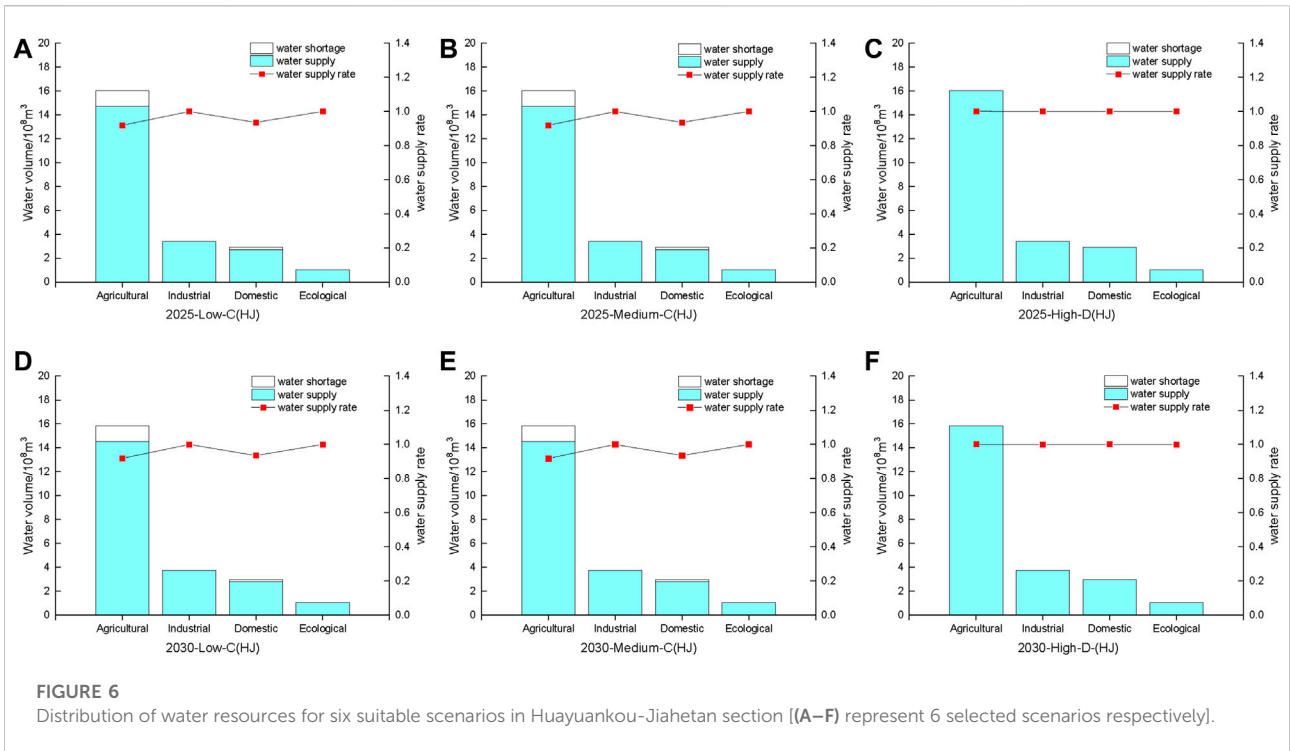 A
20
18
16
14
12
10
8
6
4
2
0
Water volume/10⁸m³
water shortage
water supply
water supply rate
1.4
1.2
1.0
0.8
0.6
0.4
0.2
0.0
water supply rate
Agricultural Industrial Domestic Ecological
2025-Low-C(HJ)
B
20
18
16
14
12
10
8
6
4
2
0
Water volume/10⁸m³
water shortage
water supply
water supply rate
1.4
1.2
1.0
0.8
0.6
0.4
0.2
0.0
water supply rate
Agricultural Industrial Domestic Ecological
2025-Medium-C(HJ)
C
20
18
16
14
12
10
8
6
4
2
0
Water volume/10⁸m³
water shortage
water supply
water supply rate
1.4
1.2
1.0
0.8
0.6
0.4
0.2
0.0
water supply rate
Agricultural Industrial Domestic Ecological
2025-High-D(HJ)
D
20
18
16
14
12
10
8
6
4
2
0
Water volume/10⁸m³
water shortage
water supply
water supply rate
1.4
1.2
1.0
0.8
0.6
0.4
0.2
0.0
water supply rate
Agricultural Industrial Domestic Ecological
2030-Low-C(HJ)
E
20
18
16
14
12
10
8
6
4
2
0
Water volume/10⁸m³
water shortage
water supply
water supply rate
1.4
1.2
1.0
0.8
0.6
0.4
0.2
0.0
water supply rate
Agricultural Industrial Domestic Ecological
2030-Medium-C(HJ)
F
20
18
16
14
12
10
8
6
4
2
0
Water volume/10⁸m³
water shortage
water supply
water supply rate
1.4
1.2
1.0
0.8
0.6
0.4
0.2
0.0
water supply rate
Agricultural Industrial Domestic Ecological
2030-High-D-(HJ)
FIGURE 6
Distribution of water resources for six suitable scenarios in Huayuankou-Jiahetan section [(A–F) represent 6 selected scenarios respectively].